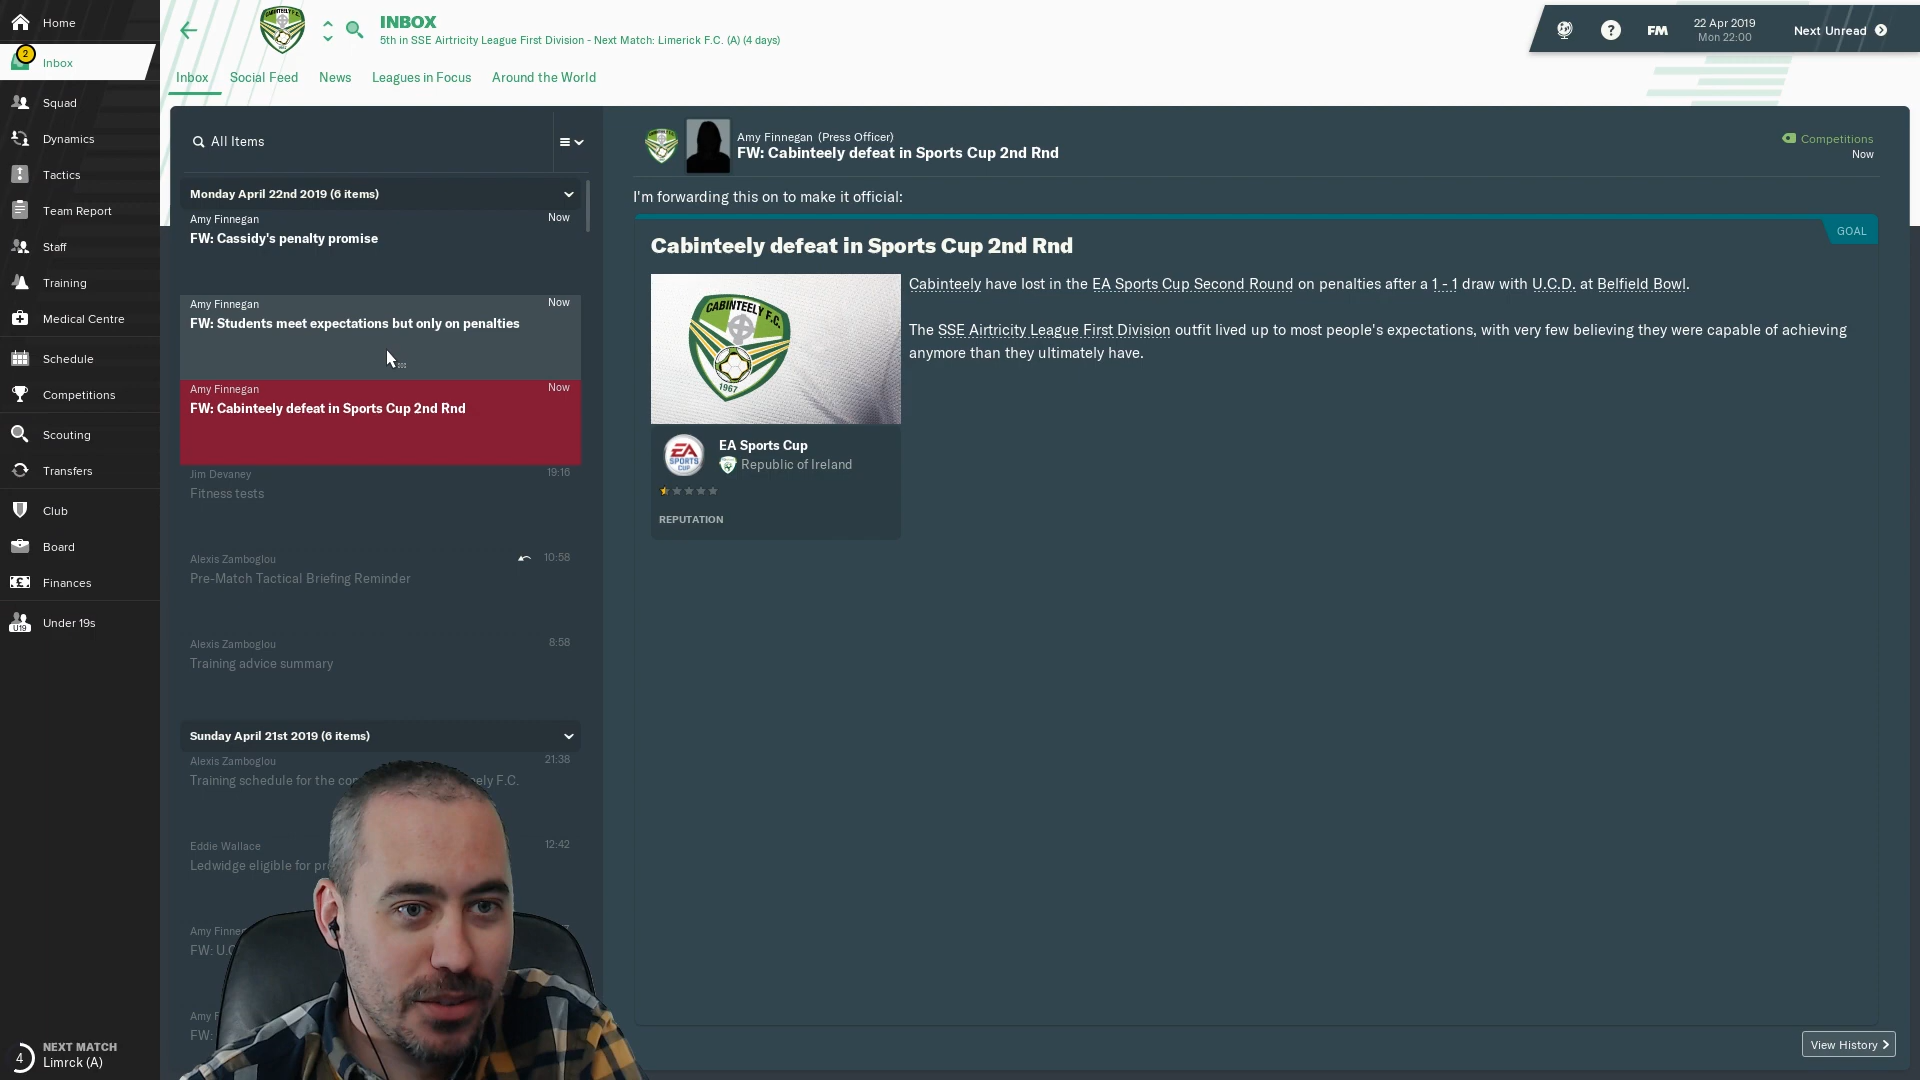 Home
2
Inbox
Squad
Dynamics
Tactics
Team Report
Staff
Training
Medical Centre
Schedule
Competitions
Scouting
Transfers
Club
Board
Finances
U19
Under 19s
4
NEXT MATCH
Limrck (A)
CABINTEELY F.C.
INBOX
5th in SSE Airtricity League First Division - Next Match: Limerick F.C. (A) (4 days)
?
FM
22 Apr 2019
Mon 22:00
Next Unread
Inbox
Social Feed
News
Leagues in Focus
Around the World
All Items
Monday April 22nd 2019 (6 items)
Amy Finnegan
Now
FW: Cassidy's penalty promise
Amy Finnegan
Now
FW: Students meet expectations but only on penalties
Amy Finnegan
Now
FW: Cabinteely defeat in Sports Cup 2nd Rnd
Jim Devaney
19:16
Fitness tests
Alexis Zamboglou
10:58
Pre-Match Tactical Briefing Reminder
Alexis Zamboglou
8:58
Training advice summary
Sunday April 21st 2019 (6 items)
Alexis Zamboglou
21:38
Training schedule for the
F.C.
Eddie Wallace
12:42
Ledwidge eligible for
Amy
FW:
Amy
FW:
Amy Finnegan (Press Officer)
FW: Cabinteely defeat in Sports Cup 2nd Rnd
Competitions
Now
I'm forwarding this on to make it official:
GOAL
Cabinteely defeat in Sports Cup 2nd Rnd
CABINTEELY F.C.
1967
Cabinteely have lost in the EA Sports Cup Second Round on penalties after a 1 - 1 draw with U.C.D. at Belfield Bowl.
The SSE Airtricity League First Division outfit lived up to most people's expectations, with very few believing they were capable of achieving
anymore than they ultimately have.
EA
SPORTS
CUP
EA Sports Cup
Republic of Ireland
REPUTATION
View History